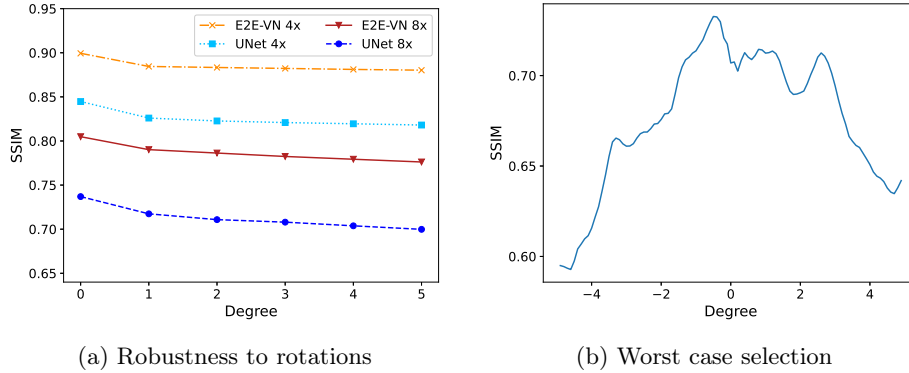 E2E-VN 4x
UNet 4x
E2E-VN 8x
UNet 8x
0.95
0.90
0.85
0.80
0.75
0.70
0.65
SSIM
0 1 2 3 4 5
Degree
(a) Robustness to rotations
0.70
0.65
0.60
SSIM
−4 −2 0 2 4
Degree
(b) Worst case selection